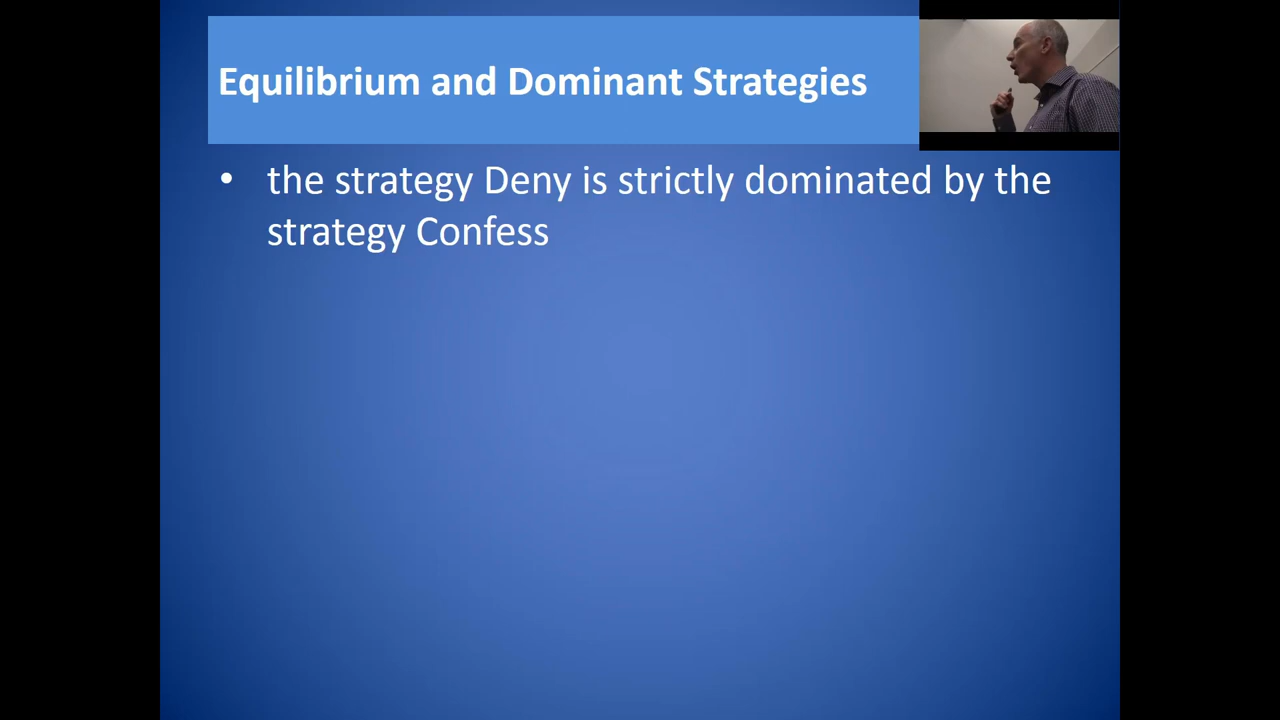 Equilibrium and Dominant Strategies
• the strategy Deny is strictly dominated by the
strategy Confess